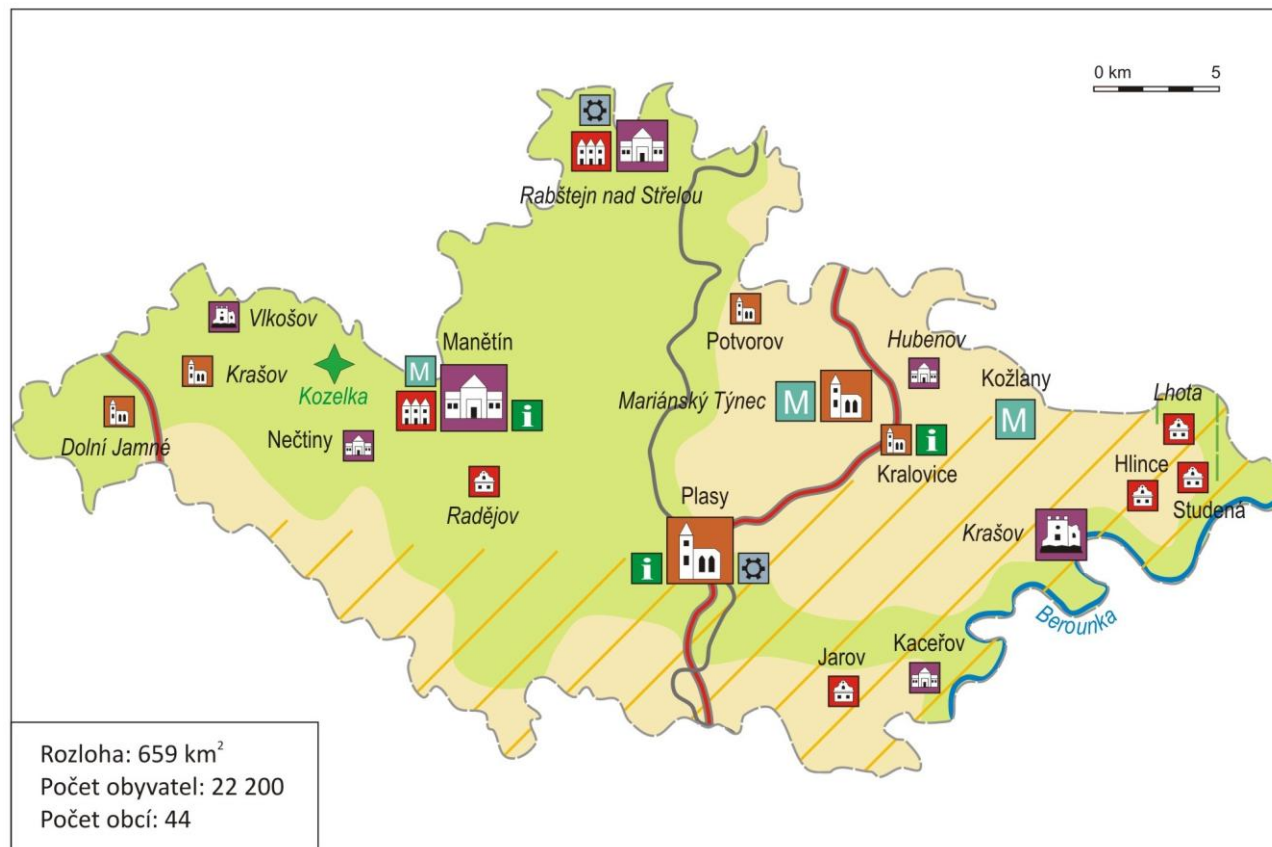 0 km 5
Rabštejn nad Střelou
Vlkošov
Manětín
Potvorov
Hubenov
M
Krašov
Kozelka
Mariánský Týnec
M
Kožlany
M
Lhota
Dolní Jamné
Nečtiny
i
i
Kralovice
Hlince
Radějov
Plasy
Studená
Krašov
i
Berounka
Jarov
Kaceřov
Rozloha: 659 km²
Počet obyvatel: 22 200
Počet obcí: 44